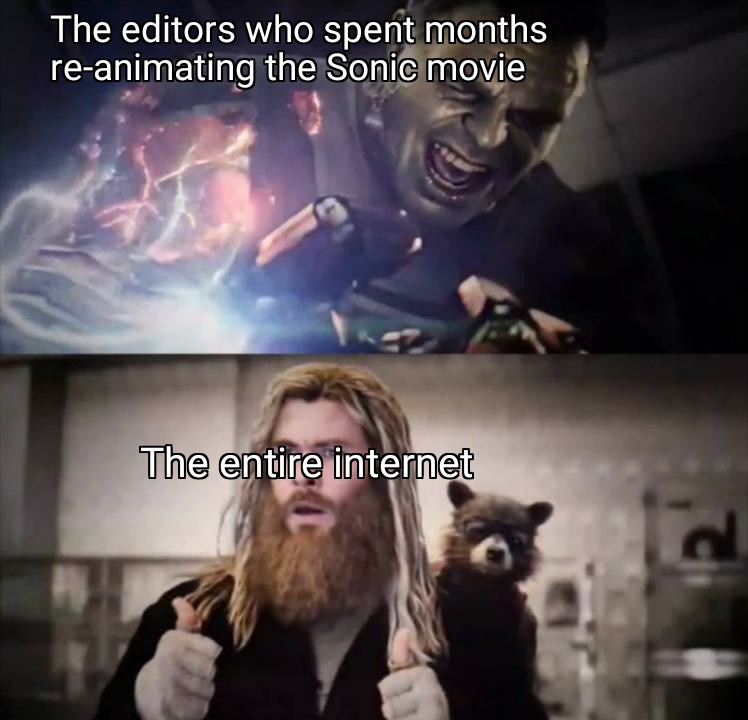 The editors who spent months
re-animating the Sonic movie
The entire internet